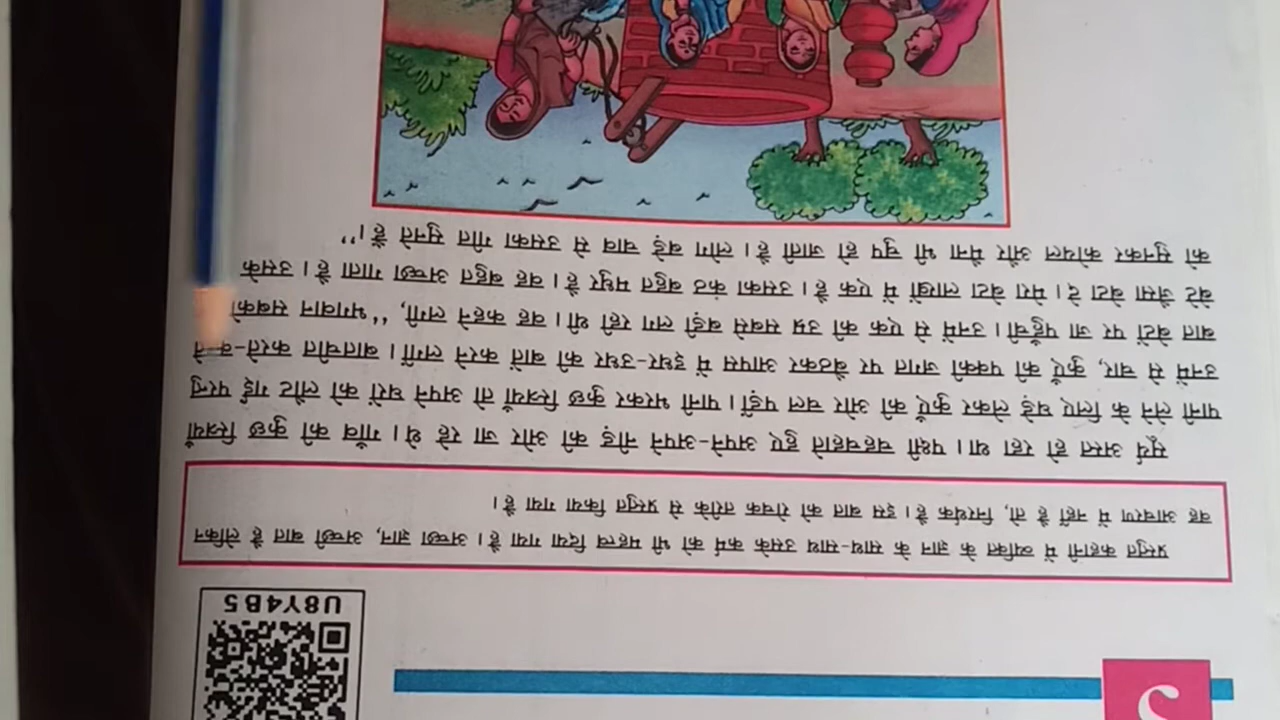 २
U8Y4B5
प्रस्तुत कहानी में व्यक्ति के ज्ञान के साथ-साथ उसके कर्म को भी महत्व दिया गया है। अच्छा ज्ञान, अच्छी बात है लेकिन
वह आचरण में नहीं है तो, निरर्थक है। इस बात को रोचक तरीके से प्रस्तुत किया गया है।
सूर्य अस्त हो रहा था। पक्षी चहचहाते हुए अपने-अपने नीड़ की ओर जा रहे थे। गाँव की कुछ स्त्रियाँ
पानी लेने के लिए घड़े लेकर कुएँ की ओर चल पड़ीं। पानी भरकर कुछ स्त्रियाँ तो अपने घरों को लौट गईं परन्तु
उनमें से चार, कुएँ की पक्की जगत पर बैठकर आपस में इधर-उधर की बातें करने लगीं। बातचीत करते-करते
बात बेटों पर जा पहुँची। उनमें से एक की उम्र सबसे बड़ी लग रही थी। वह कहने लगी, "भगवान सबको
बेटे जैसा बेटा दे। मेरा बेटा लाखों में एक है। उसका कंठ बहुत मधुर है। वह बहुत अच्छा गाता है। उसके
को सुनकर कोयल और मैना भी चुप हो जाती हैं। लोग बड़े चाव से उसका गीत सुनते हैं।"